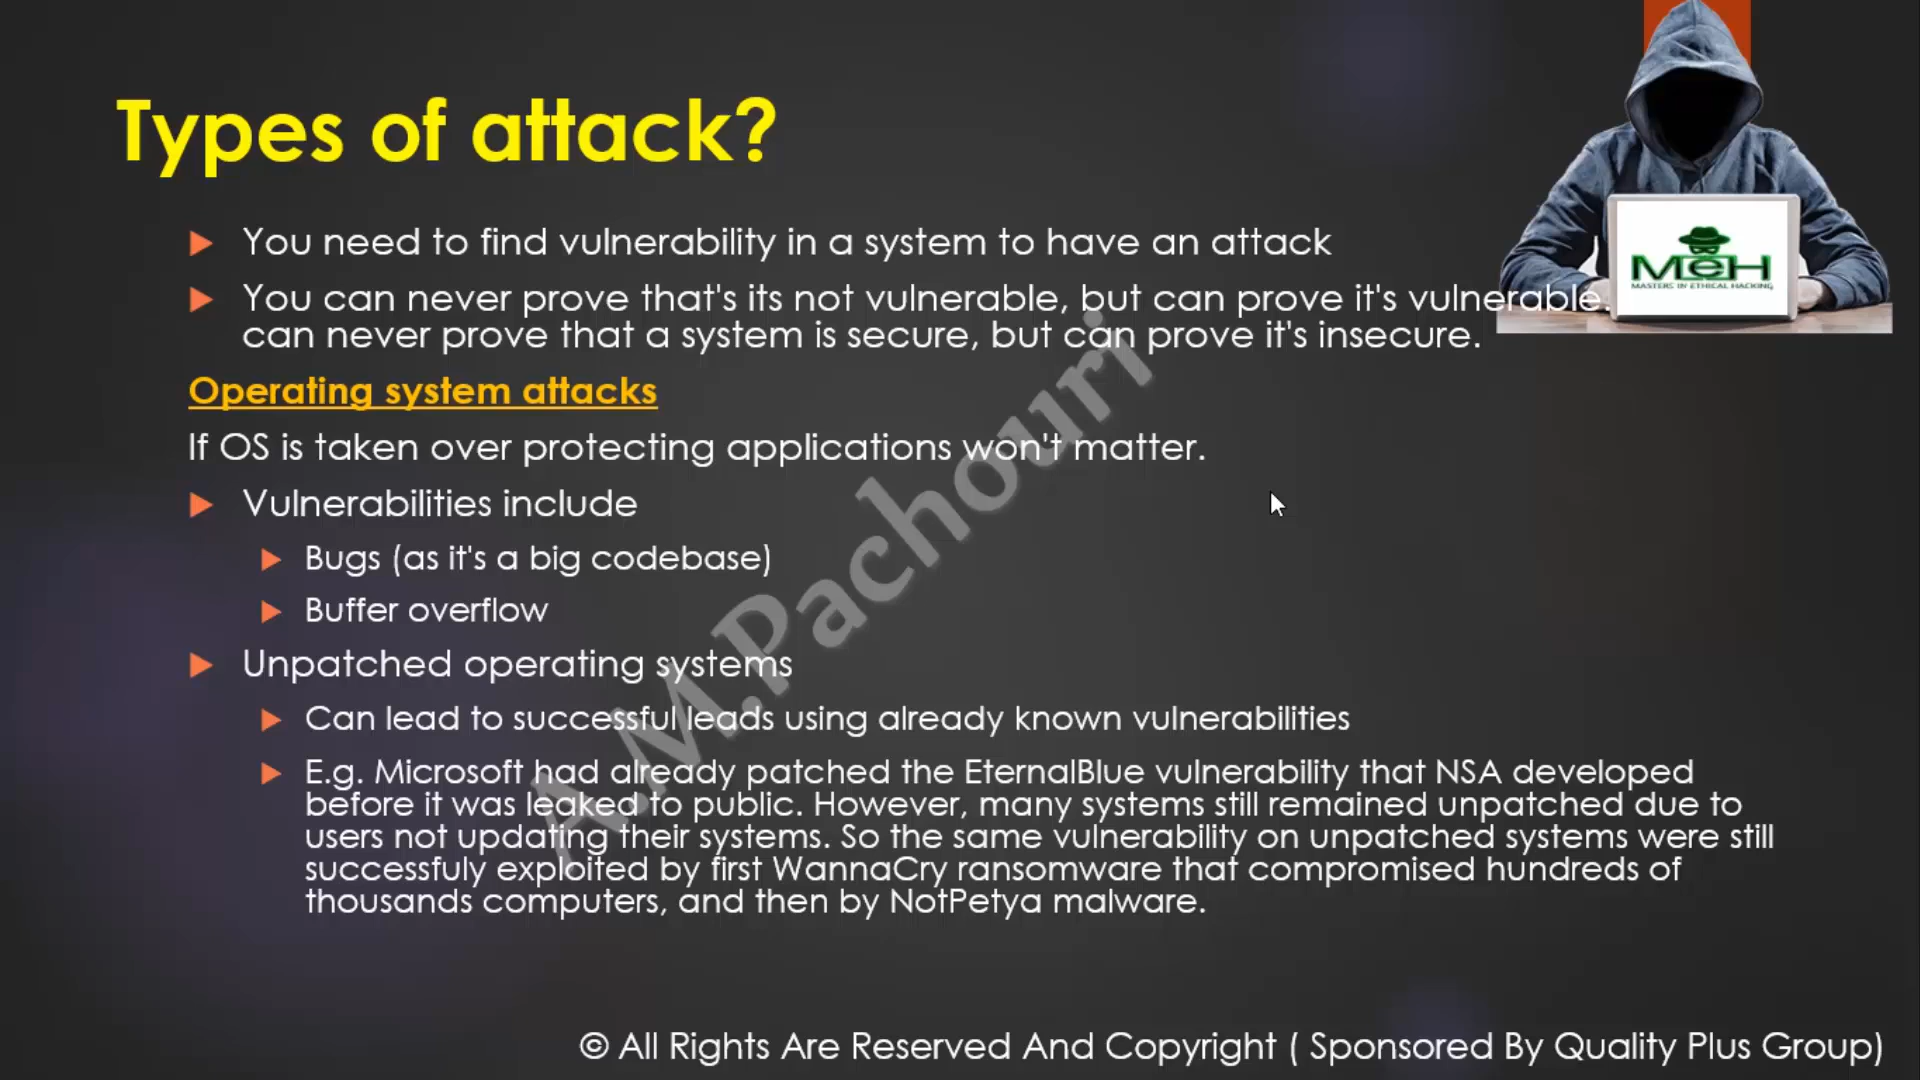 Types of attack?
You need to find vulnerability in a system to have an attack
You can never prove that's its not vulnerable, but can prove it's vulnerable.
can never prove that a system is secure, but can prove it's insecure.
MeH
MASTERS IN ETHICAL HACKING
Operating system attacks
If OS is taken over protecting applications won't matter.
Vulnerabilities include
Bugs (as it's a big codebase)
Buffer overflow
Unpatched operating systems
Can lead to successful leads using already known vulnerabilities
E.g. Microsoft had already patched the EternalBlue vulnerability that NSA developed
before it was leaked to public. However, many systems still remained unpatched due to
users not updating their systems. So the same vulnerability on unpatched systems were still
successfuly exploited by first WannaCry ransomware that compromised hundreds of
thousands computers, and then by NotPetya malware.
A.M.Pachouri
© All Rights Are Reserved And Copyright ( Sponsored By Quality Plus Group)